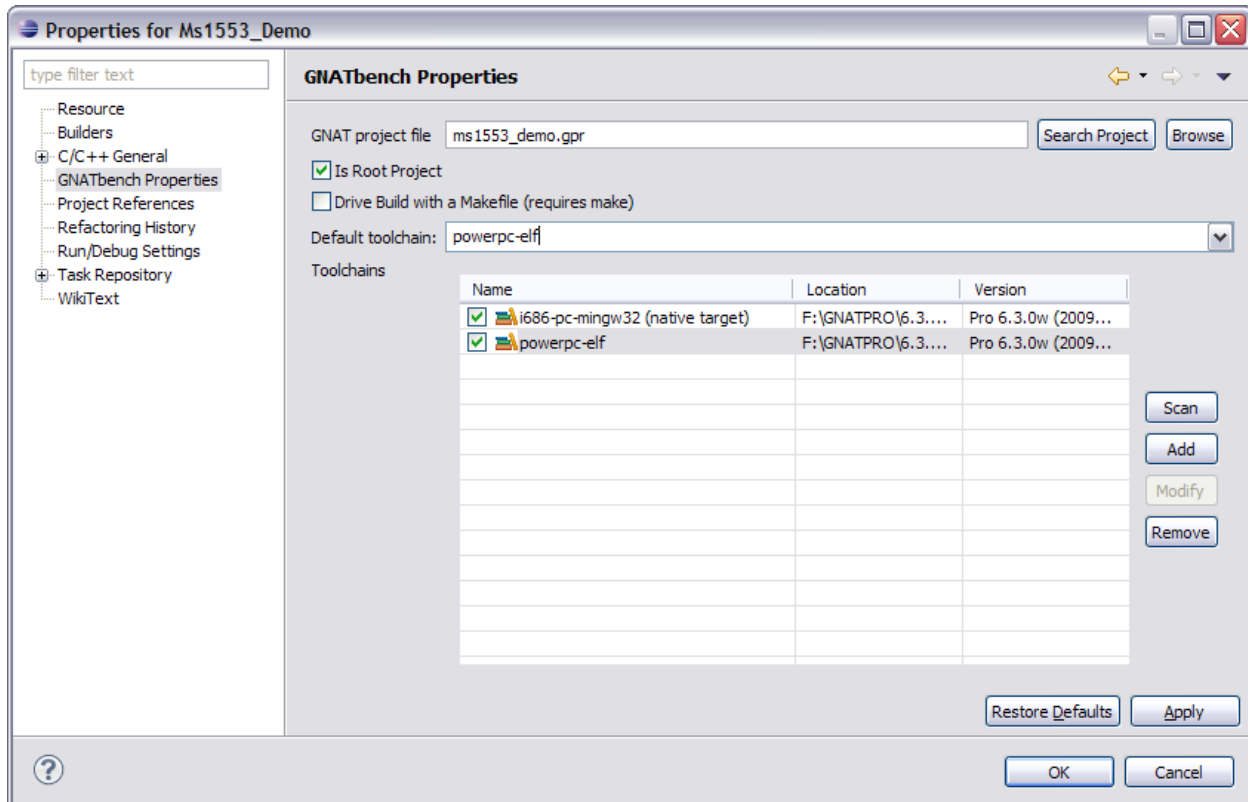 Properties for Ms1553_Demo
type filter text
Resource
Builders
C/C++ General
GNATbench Properties
Project References
Refactoring History
Run/Debug Settings
Task Repository
WikiText
GNATbench Properties
GNAT project file ms1553_demo.gpr Search Project Browse
Is Root Project
Drive Build with a Makefile (requires make)
Default toolchain: powerpc-elf
Toolchains
Name Location Version
i686-pc-mingw32 (native target) F:\GNATPRO\6.3.... Pro 6.3.0w (2009...
powerpc-elf F:\GNATPRO\6.3.... Pro 6.3.0w (2009...
Scan
Add
Modify
Remove
Restore Defaults Apply
? OK Cancel